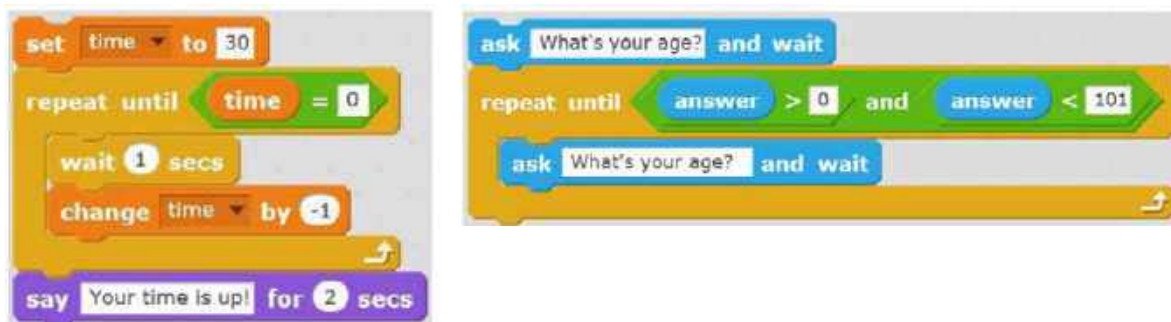 set time to 30
repeat until time = 0
wait 1 secs
change time by -1
say Your time is up! for 2 secs
ask What's your age? and wait
repeat until answer > 0 and answer < 101
ask What's your age? and wait